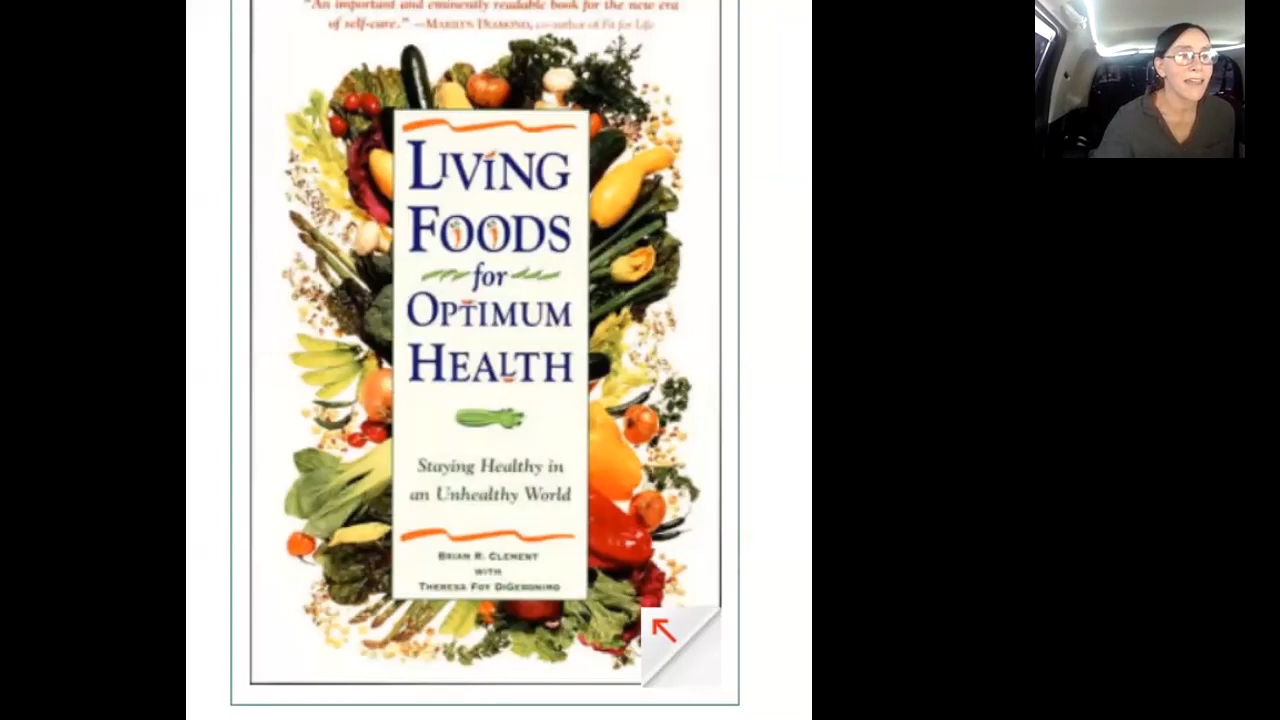 "An important and eminently readable book for the new era
of self-care." —MARILYN DIAMOND, co-author of Fit for Life
LIVING
FOODS
for
OPTIMUM
HEALTH
Staying Healthy in
an Unhealthy World
BRIAN R. CLEMENT
WITH
THERESA FOY DIGERONIMO